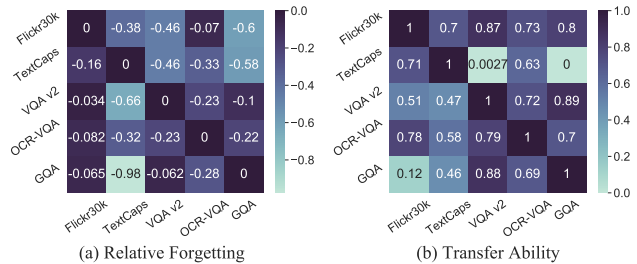 Flickr30k 0 -0.38 -0.46 -0.07 -0.6
TextCaps -0.16 0 -0.46 -0.33 -0.58
VQA v2 -0.034 -0.66 0 -0.23 -0.1
OCR-VQA -0.082 -0.32 -0.23 0 -0.22
GQA -0.065 -0.98 -0.062 -0.28 0
Flickr30k TextCaps VQA v2 OCR-VQA GQA
0.0
-0.2
-0.4
-0.6
-0.8
(a) Relative Forgetting
Flickr30k 1 0.7 0.87 0.73 0.8
TextCaps 0.71 1 0.0027 0.63 0
VQA v2 0.51 0.47 1 0.72 0.89
OCR-VQA 0.78 0.58 0.79 1 0.7
GQA 0.12 0.46 0.88 0.69 1
Flickr30k TextCaps VQA v2 OCR-VQA GQA
1.0
0.8
0.6
0.4
0.2
0.0
(b) Transfer Ability